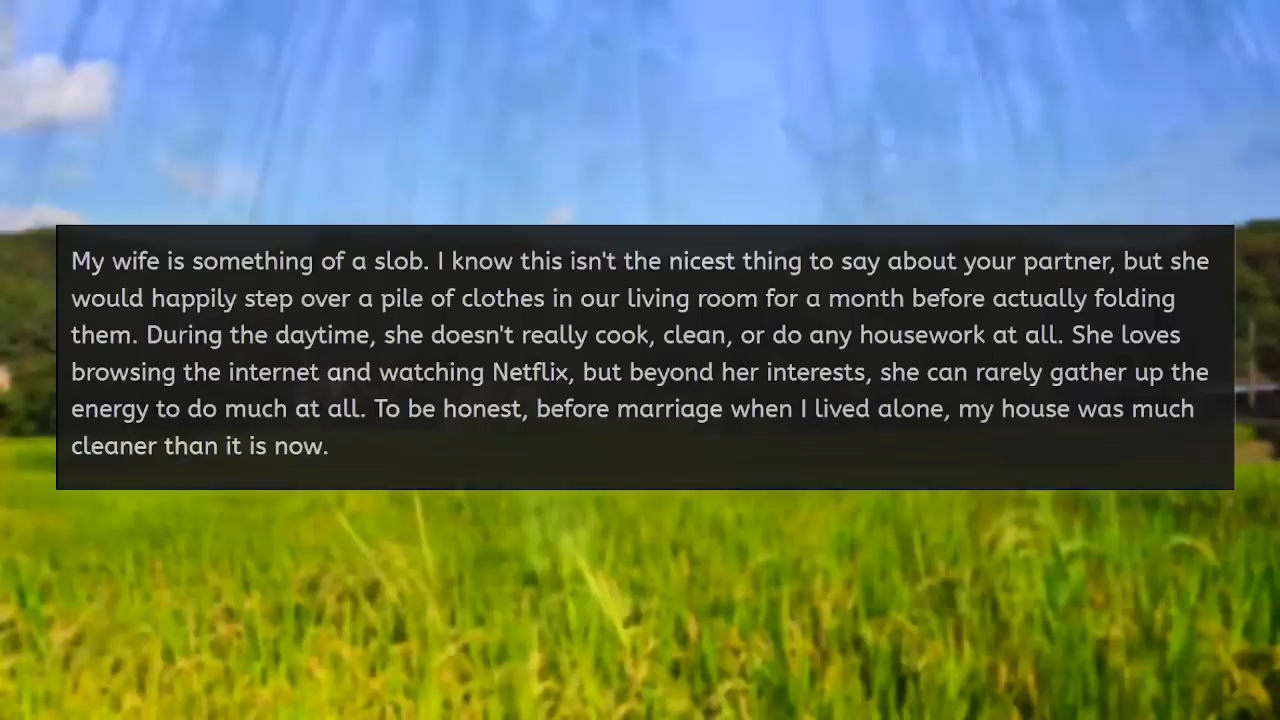 My wife is something of a slob. I know this isn't the nicest thing to say about your partner, but she
would happily step over a pile of clothes in our living room for a month before actually folding
them. During the daytime, she doesn't really cook, clean, or do any housework at all. She loves
browsing the internet and watching Netflix, but beyond her interests, she can rarely gather up the
energy to do much at all. To be honest, before marriage when I lived alone, my house was much
cleaner than it is now.